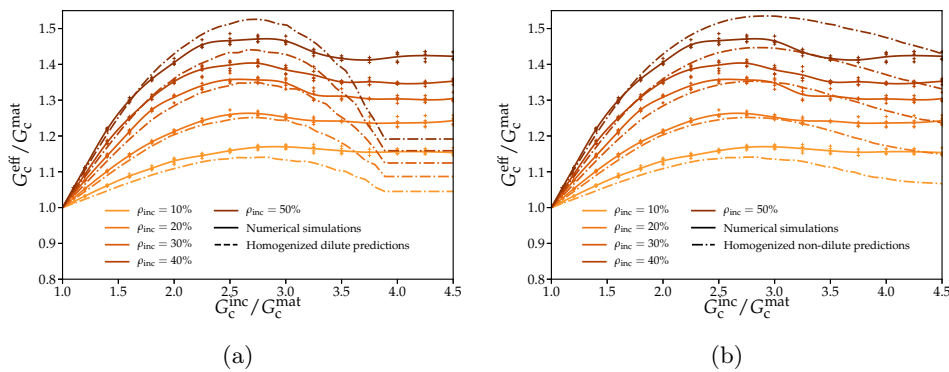 G_c^eff / G_c^mat
1.5
1.4
1.3
1.2
1.1
1.0
0.9
0.8
ρ_inc = 10%
ρ_inc = 20%
ρ_inc = 30%
ρ_inc = 40%
ρ_inc = 50%
Numerical simulations
Homogenized dilute predictions
1.0 1.5 2.0 2.5 3.0 3.5 4.0 4.5
G_c^inc / G_c^mat
(a)
G_c^eff / G_c^mat
1.5
1.4
1.3
1.2
1.1
1.0
0.9
0.8
ρ_inc = 10%
ρ_inc = 20%
ρ_inc = 30%
ρ_inc = 40%
ρ_inc = 50%
Numerical simulations
Homogenized non-dilute predictions
1.0 1.5 2.0 2.5 3.0 3.5 4.0 4.5
G_c^inc / G_c^mat
(b)